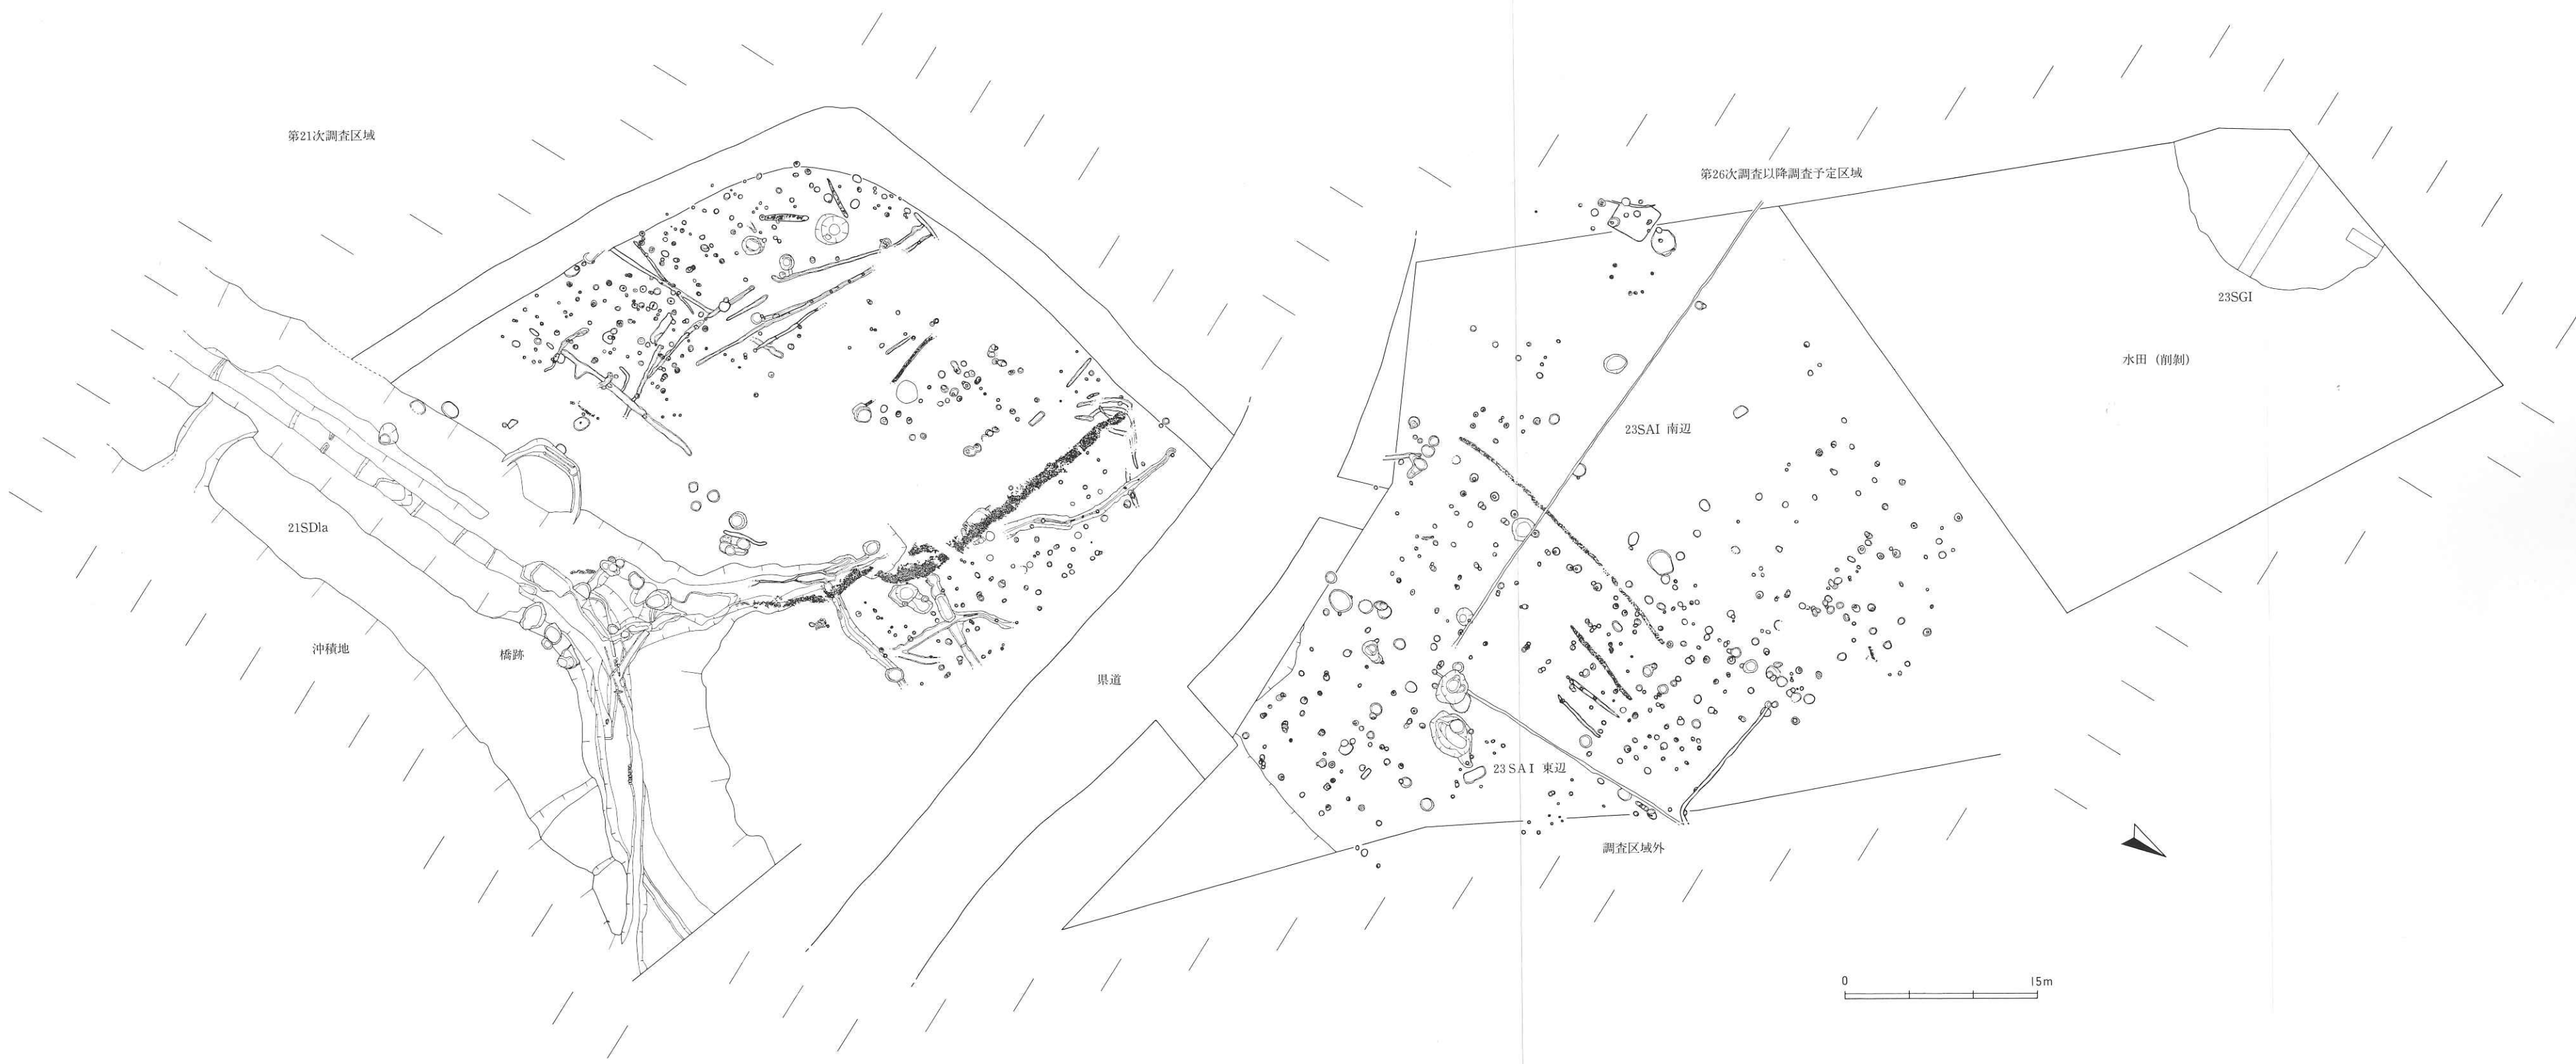 第21次調査区域
第26次調査以降調査予定区域
23SGI
水田（削剝）
23SAI 南辺
21SDla
沖積地
橋跡
県道
23SAI 東辺
調査区域外
0
15m